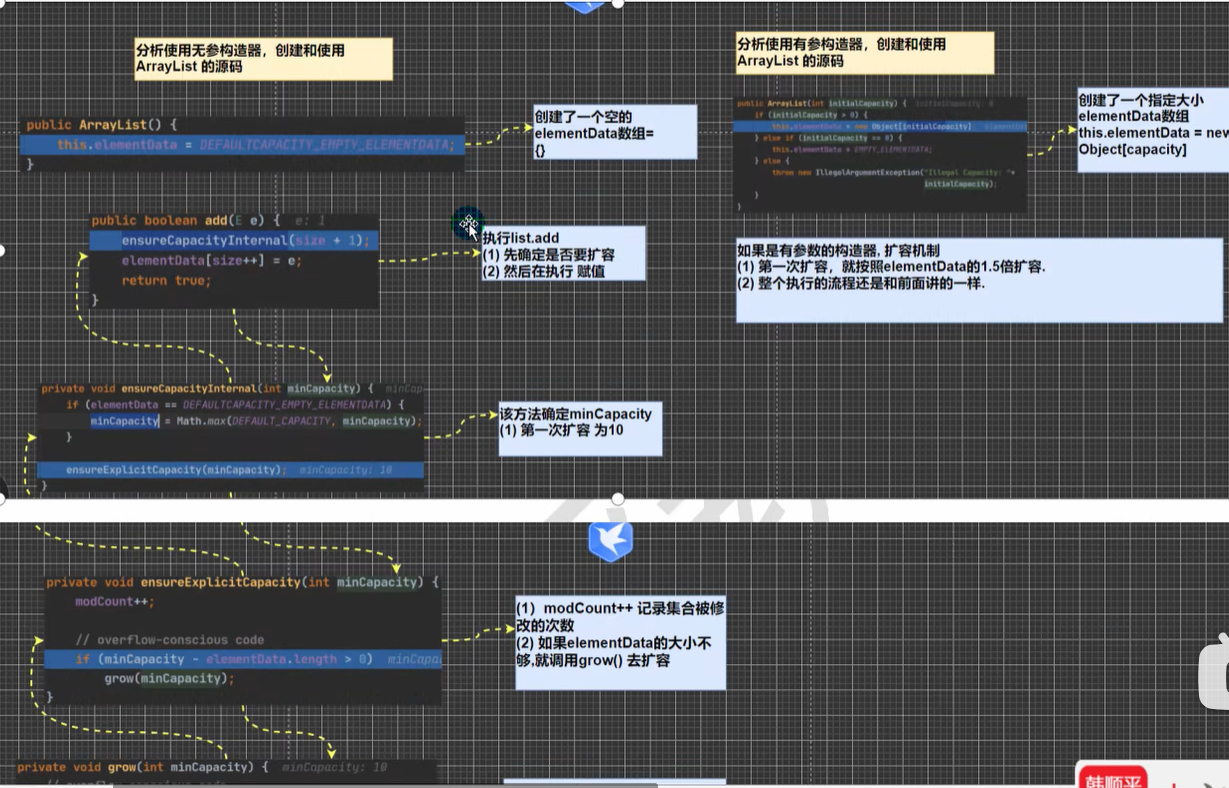 分析使用无参构造器，创建和使用
ArrayList 的源码
public ArrayList() {
this.elementData = DEFAULTCAPACITY_EMPTY_ELEMENTDATA;
}
创建了一个空的
elementData数组=
{}
public boolean add(E e) { e: 1
ensureCapacityInternal(size + 1);
elementData[size++] = e;
return true;
}
执行list.add
(1) 先确定是否要扩容
(2) 然后在执行 赋值
private void ensureCapacityInternal(int minCapacity) { minCap
if (elementData == DEFAULTCAPACITY_EMPTY_ELEMENTDATA) {
minCapacity = Math.max(DEFAULT_CAPACITY, minCapacity);
}
ensureExplicitCapacity(minCapacity); minCapacity: 10
}
该方法确定minCapacity
(1) 第一次扩容 为10
分析使用有参构造器，创建和使用
ArrayList 的源码
public ArrayList(int initialCapacity) { initialCapacity: 8
if (initialCapacity > 0) {
this.elementData = new Object[initialCapacity]
} else if (initialCapacity == 0) {
this.elementData = EMPTY_ELEMENTDATA;
} else {
throw new IllegalArgumentException("Illegal Capacity: "+
initialCapacity);
}
}
创建了一个指定大小
elementData数组
this.elementData = new
Object[capacity]
如果是有参数的构造器, 扩容机制
(1) 第一次扩容，就按照elementData的1.5倍扩容.
(2) 整个执行的流程还是和前面讲的一样.
private void ensureExplicitCapacity(int minCapacity) {
modCount++;
// overflow-conscious code
if (minCapacity - elementData.length > 0) minCapa
grow(minCapacity);
}
(1）modCount++ 记录集合被修
改的次数
(2) 如果elementData的大小不
够,就调用grow() 去扩容
private void grow(int minCapacity) { minCapacity: 10
韩顺平